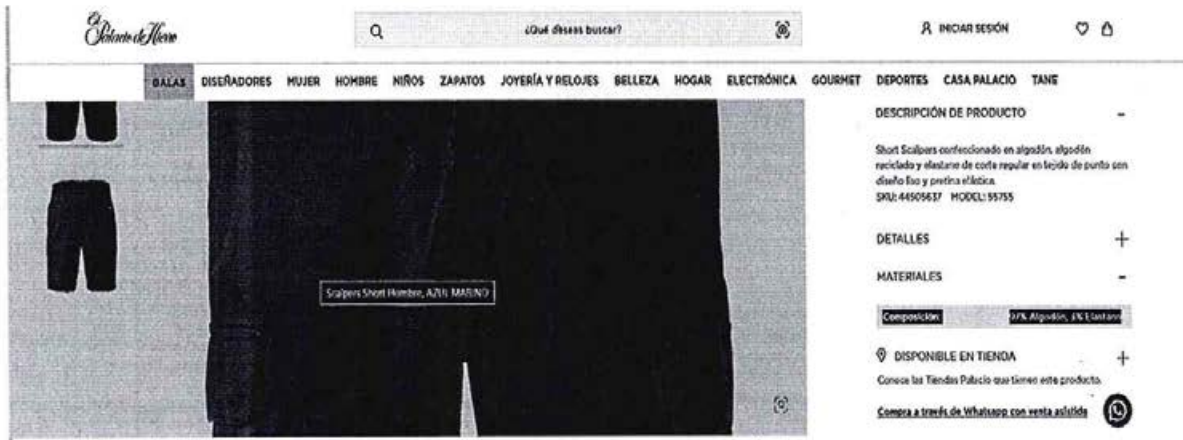 El
Palacio de Hierro
¿Qué deseas buscar?
INICIAR SESIÓN
GALAS DISEÑADORES MUJER HOMBRE NIÑOS ZAPATOS JOYERÍA Y RELOJES BELLEZA HOGAR ELECTRÓNICA GOURMET DEPORTES CASA PALACIO TANE
DESCRIPCIÓN DE PRODUCTO -
Short Scalpers confeccionado en algodón, algodón
reciclado y elastane de corte regular en tejido de punto con
diseño liso y pretina elástica.
SKU: 44505637 MODEL: 55755
DETALLES +
MATERIALES -
Scalpers Short Hombre, AZUL MARINO
Composición: 97% Algodón, 3% Elastano
DISPONIBLE EN TIENDA +
Conoce las Tiendas Palacio que tienen este producto.
Compra a través de Whatsapp con venta asistida